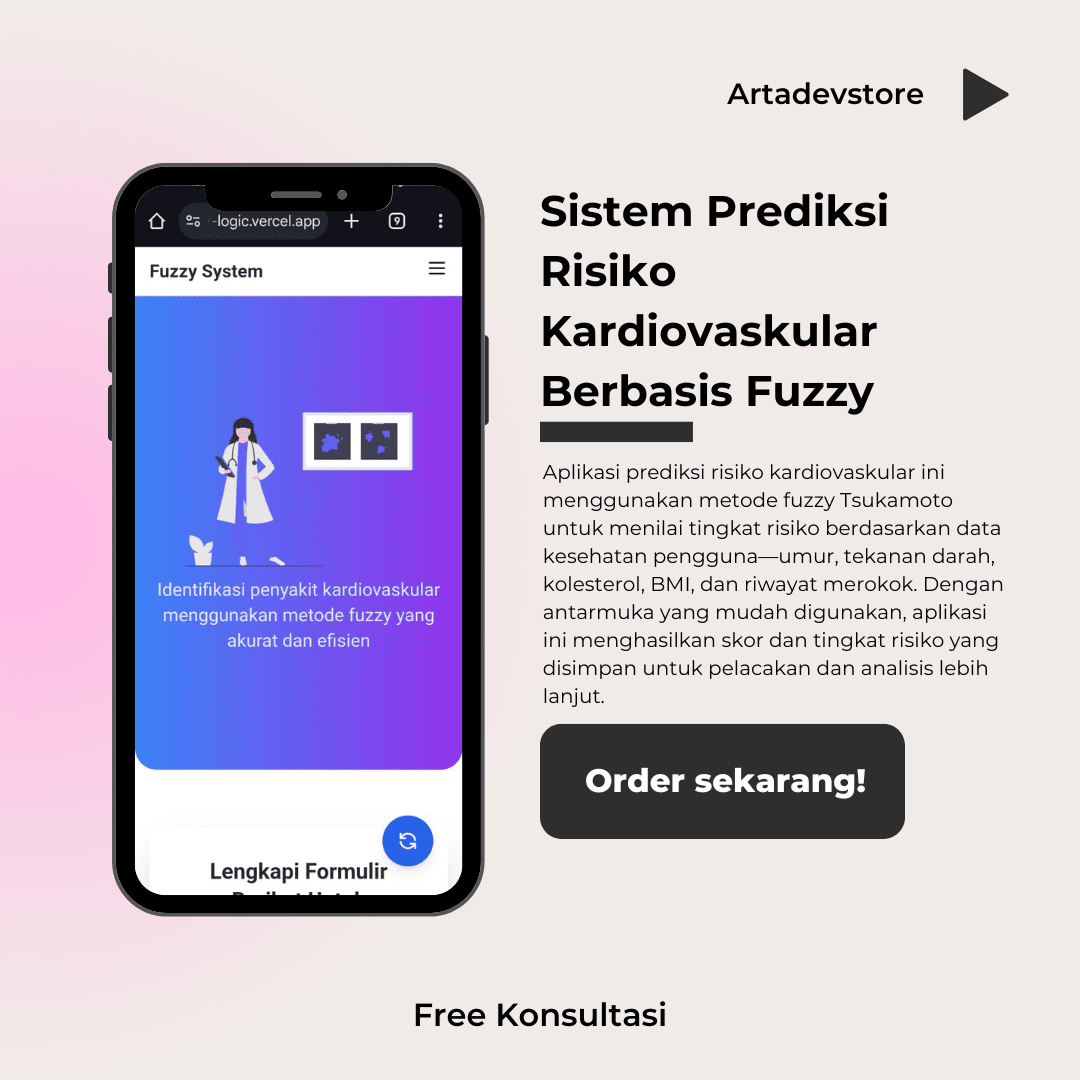 Artadevstore
-logic.vercel.app
9
Fuzzy System
Identifikasi penyakit kardiovaskular
menggunakan metode fuzzy yang
akurat dan efisien
Lengkapi Formulir
Sistem Prediksi
Risiko
Kardiovaskular
Berbasis Fuzzy
Aplikasi prediksi risiko kardiovaskular ini
menggunakan metode fuzzy Tsukamoto
untuk menilai tingkat risiko berdasarkan data
kesehatan pengguna—umur, tekanan darah,
kolesterol, BMI, dan riwayat merokok. Dengan
antarmuka yang mudah digunakan, aplikasi
ini menghasilkan skor dan tingkat risiko yang
disimpan untuk pelacakan dan analisis lebih
lanjut.
Order sekarang!
Free Konsultasi